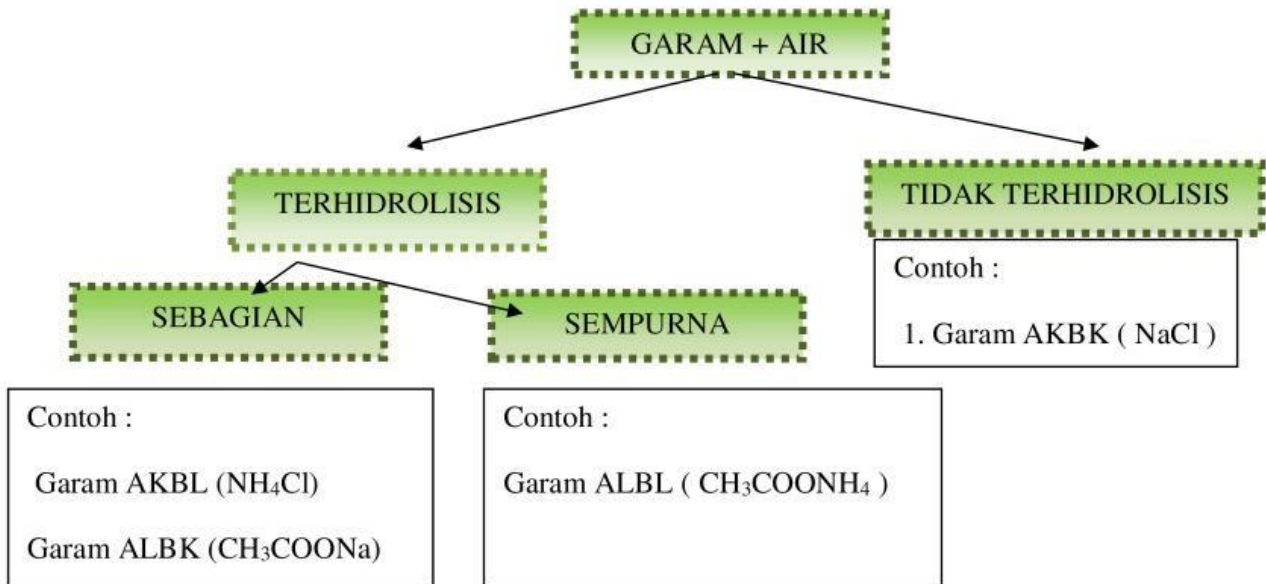 GARAM + AIR
TERHIDROLISIS
TIDAK TERHIDROLISIS
Contoh :
1. Garam AKBK ( NaCl )
SEBAGIAN
SEMPURNA
Contoh :
Garam AKBL (NH₄Cl)
Garam ALBK (CH₃COONa)
Contoh :
Garam ALBL ( CH₃COONH₄ )